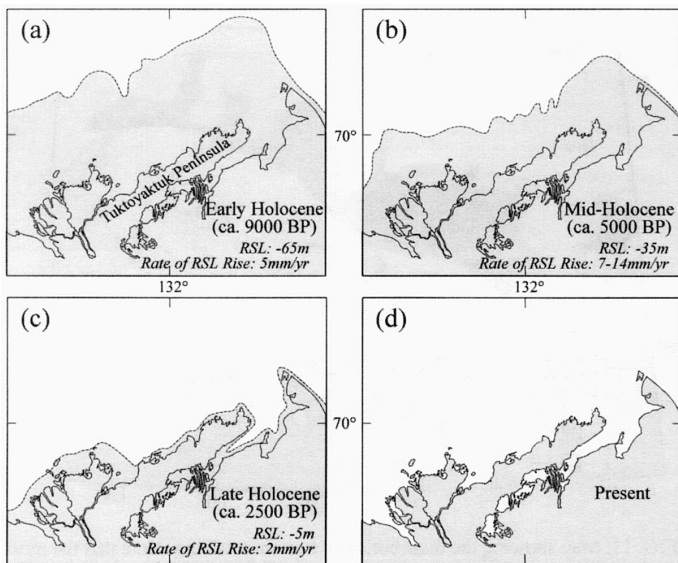 (a)
Tuktoyaktuk Peninsula
Early Holocene
(ca. 9000 BP)
RSL: -65m
Rate of RSL Rise: 5mm/yr
(b)
Mid-Holocene
(ca. 5000 BP)
RSL: -35m
Rate of RSL Rise: 7-14mm/yr
70°
132°
132°
(c)
Late Holocene
(ca. 2500 BP)
RSL: -5m
Rate of RSL Rise: 2mm/yr
(d)
Present
70°